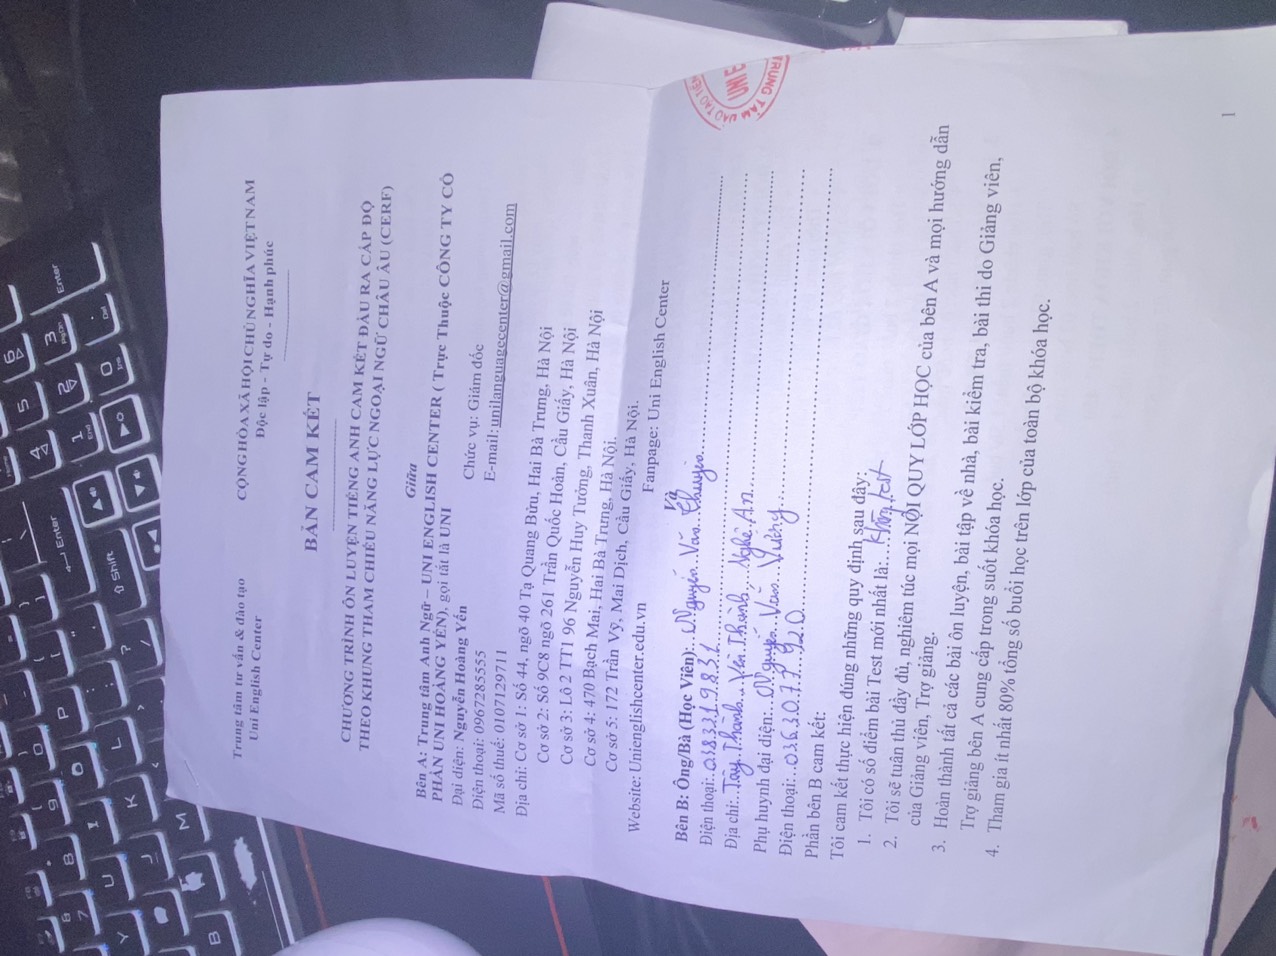 Trung tâm tư vấn & đào tạo
Uni English Center
CỘNG HÒA XÃ HỘI CHỦ NGHĨA VIỆT NAM
Độc lập - Tự do - Hạnh phúc
BẢN CAM KẾT
CHƯƠNG TRÌNH ÔN LUYỆN TIẾNG ANH CAM KẾT ĐẦU RA CẤP ĐỘ
THEO KHUNG THAM CHIẾU NĂNG LỰC NGOẠI NGỮ CHÂU ÂU (CERF)
Giữa
Bên A: Trung tâm Anh Ngữ – UNI ENGLISH CENTER ( Trực Thuộc CÔNG TY CỔ
PHẦN UNI HOÀNG YẾN), gọi tắt là UNI
Đại diện: Nguyễn Hoàng Yến Chức vụ: Giám đốc
Điện thoại: 0967285555 E-mail: unilanguagecenter@gmail.com
Mã số thuế: 0107129711
Địa chỉ: Cơ sở 1: Số 44, ngõ 40 Tạ Quang Bửu, Hai Bà Trưng, Hà Nội
Cơ sở 2: Số 9C8 ngõ 261 Trần Quốc Hoàn, Cầu Giấy, Hà Nội
Cơ sở 3: Lô 2 TT1 96 Nguyễn Huy Tưởng, Thanh Xuân, Hà Nội
Cơ sở 4: 470 Bạch Mai, Hai Bà Trưng, Hà Nội.
Cơ sở 5: 172 Trần Vỹ, Mai Dịch, Cầu Giấy, Hà Nội.
Website: Unienglishcenter.edu.vn Fanpage: Uni English Center
Và
Bên B: Ông/Bà (Học Viên): Nguyễn Văn
Điện thoại: 0383319831
Địa chỉ: Tây Thành, Yên Thành, Nghệ An
Phụ huynh đại diện: Nguyễn Văn Vường
Điện thoại: 0363077920
Phần bên B cam kết:
Tôi cam kết thực hiện đúng những quy định sau đây:
1. Tôi có số điểm bài Test mới nhất là: không test
2. Tôi sẽ tuân thủ đầy đủ, nghiêm túc mọi NỘI QUY LỚP HỌC của bên A và mọi hướng dẫn
của Giảng viên, Trợ giảng.
3. Hoàn thành tất cả các bài ôn luyện, bài tập về nhà, bài kiểm tra, bài thi do Giảng viên,
Trợ giảng bên A cung cấp trong suốt khóa học.
4. Tham gia ít nhất 80% tổng số buổi học trên lớp của toàn bộ khóa học.
1